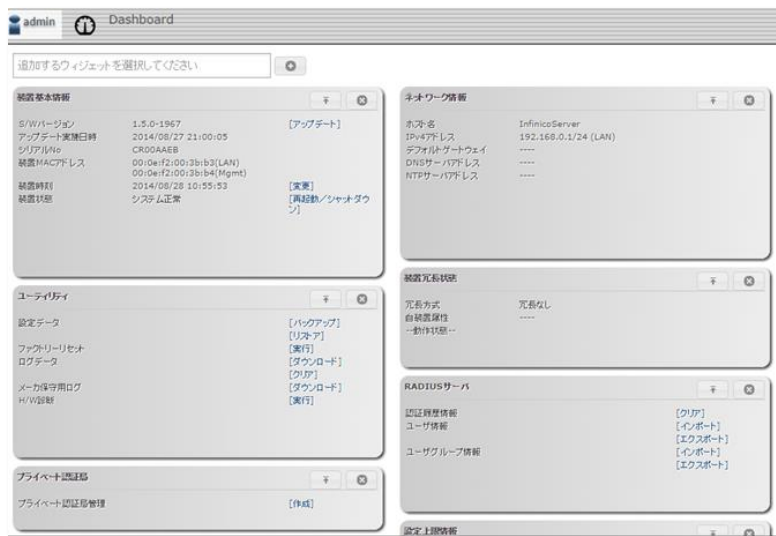 admin
Dashboard
追加するウィジェットを選択してください
装置基本情報
S/Wバージョン 1.5.0-1967 [アップデート]
アップデート実施日時 2014/08/27 21:00:05
シリアルNo CR00AAEB
装置MACアドレス 00:0e:f2:00:3b:b3(LAN)
00:0e:f2:00:3b:b4(Mgmt)
装置時刻 2014/08/28 10:55:53 [変更]
装置状態 システム正常 [再起動/シャットダウ
ン]
ユーティリティ
設定データ [バックアップ]
[リストア]
ファクトリーリセット [実行]
ログデータ [ダウンロード]
[クリア]
メーカ保守用ログ [ダウンロード]
H/W診断 [実行]
プライベート認証局
プライベート認証局管理 [作成]
ネットワーク情報
ホスト名 InfinicoServer
IPv4アドレス 192.168.0.1/24 (LAN)
デフォルトゲートウェイ ----
DNSサーバアドレス ----
NTPサーバアドレス ----
装置冗長状態
冗長方式 冗長なし
自装置属性 ----
--動作状態--
RADIUSサーバ
認証履歴情報 [クリア]
ユーザ情報 [インポート]
[エクスポート]
ユーザグループ情報 [インポート]
[エクスポート]
設定上限情報